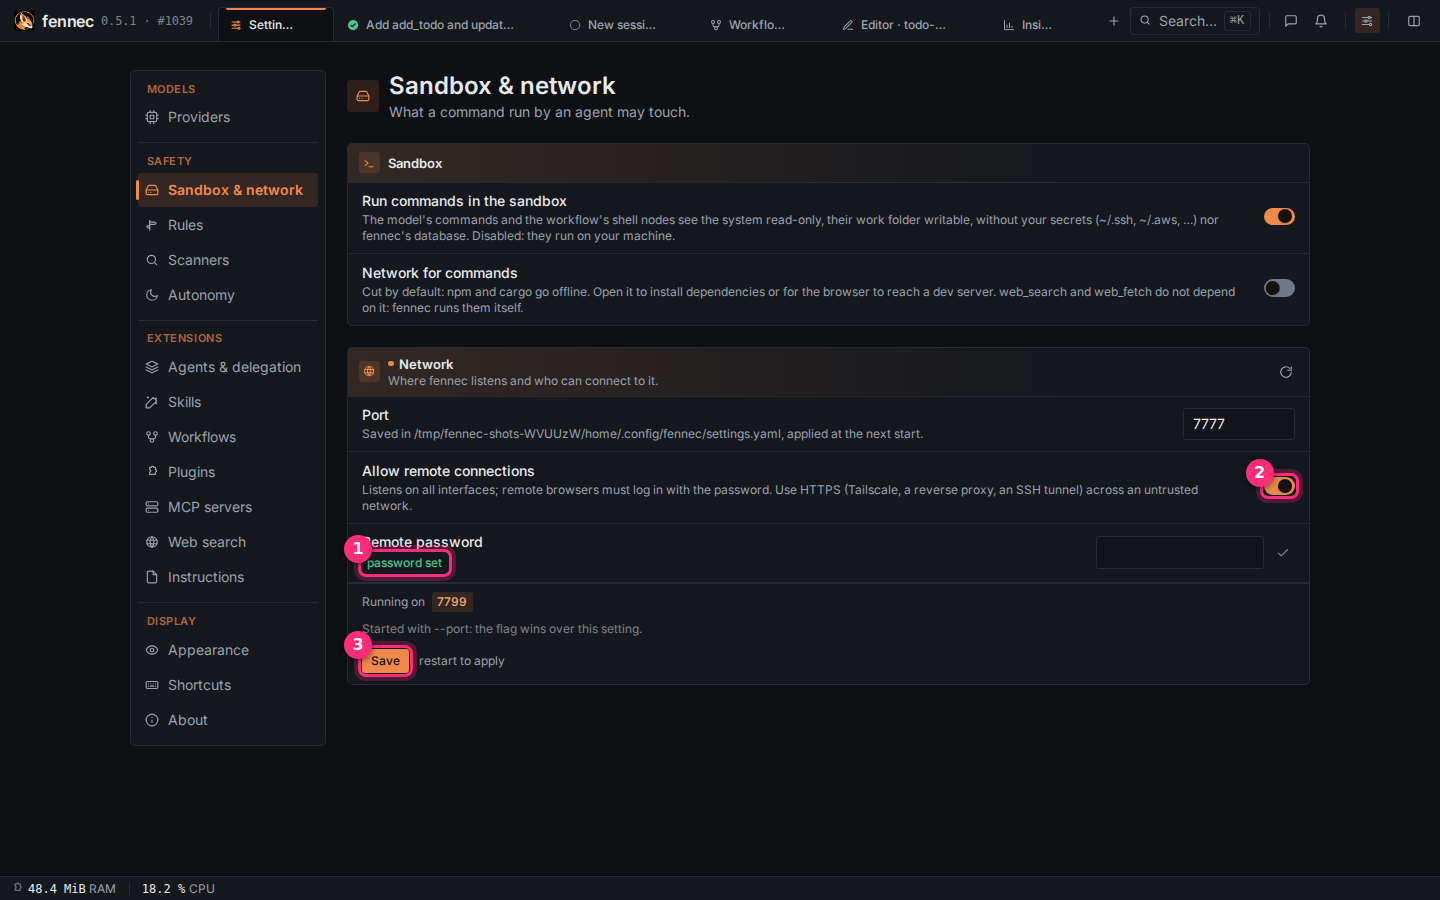 fennec 0.5.1 · #1039
Settin...
Add add_todo and updat...
New sessi...
Workflo...
Editor · todo-...
Insi...
Search... ⌘K
MODELS
Providers
SAFETY
Sandbox & network
Rules
Scanners
Autonomy
EXTENSIONS
Agents & delegation
Skills
Workflows
Plugins
MCP servers
Web search
Instructions
DISPLAY
Appearance
Shortcuts
About
Sandbox & network
What a command run by an agent may touch.
Sandbox
Run commands in the sandbox
The model's commands and the workflow's shell nodes see the system read-only, their work folder writable, without your secrets (~/.ssh, ~/.aws, ...) nor
fennec's database. Disabled: they run on your machine.
Network for commands
Cut by default: npm and cargo go offline. Open it to install dependencies or for the browser to reach a dev server. web_search and web_fetch do not depend
on it: fennec runs them itself.
Network
Where fennec listens and who can connect to it.
Port
Saved in /tmp/fennec-shots-WVUUzW/home/.config/fennec/settings.yaml, applied at the next start.
7777
Allow remote connections
Listens on all interfaces; remote browsers must log in with the password. Use HTTPS (Tailscale, a reverse proxy, an SSH tunnel) across an untrusted
network.
2
Remote password
1
password set
Running on 7799
Started with --port: the flag wins over this setting.
3
Save restart to apply
48.4 MiB RAM
18.2 % CPU